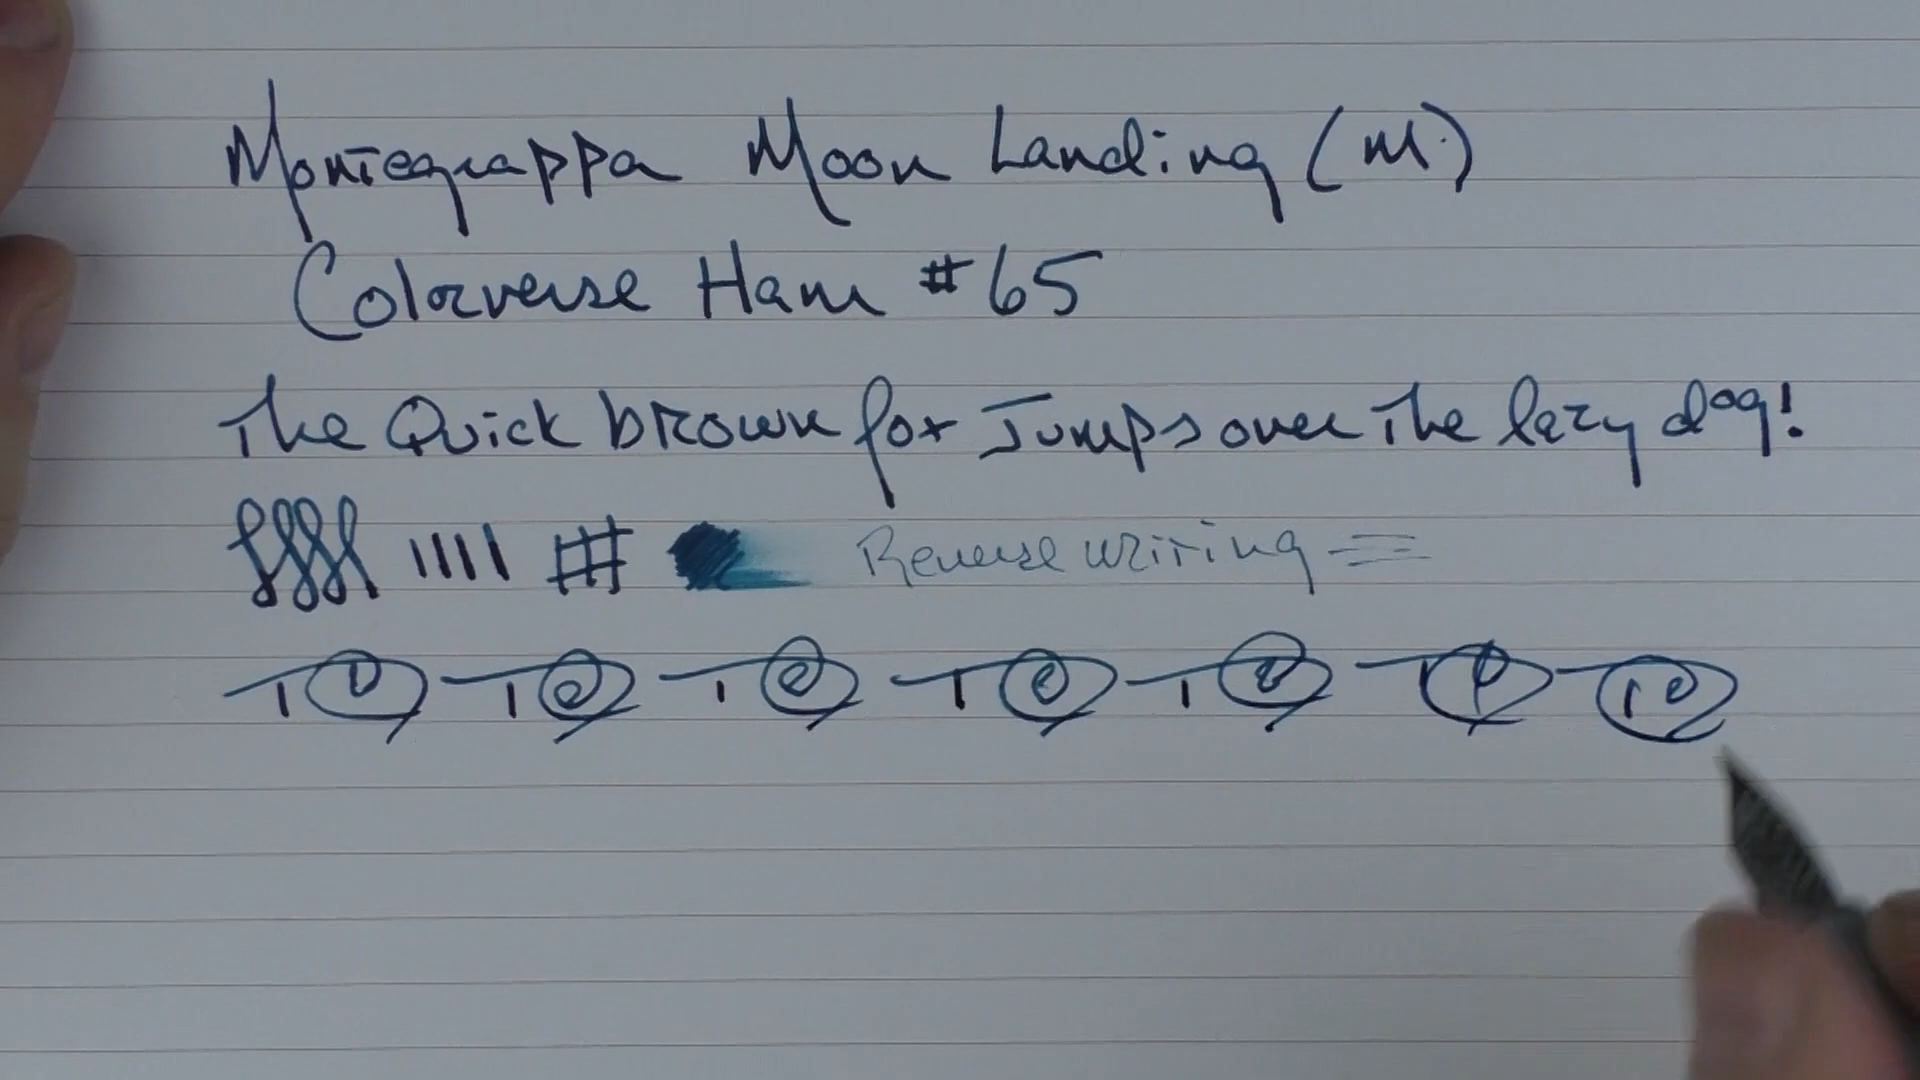 Montegrappa Moon Landing (M.)
Colorverse Ham #65
The Quick brown fox Jumps over The lazy dog!
Reverse writing